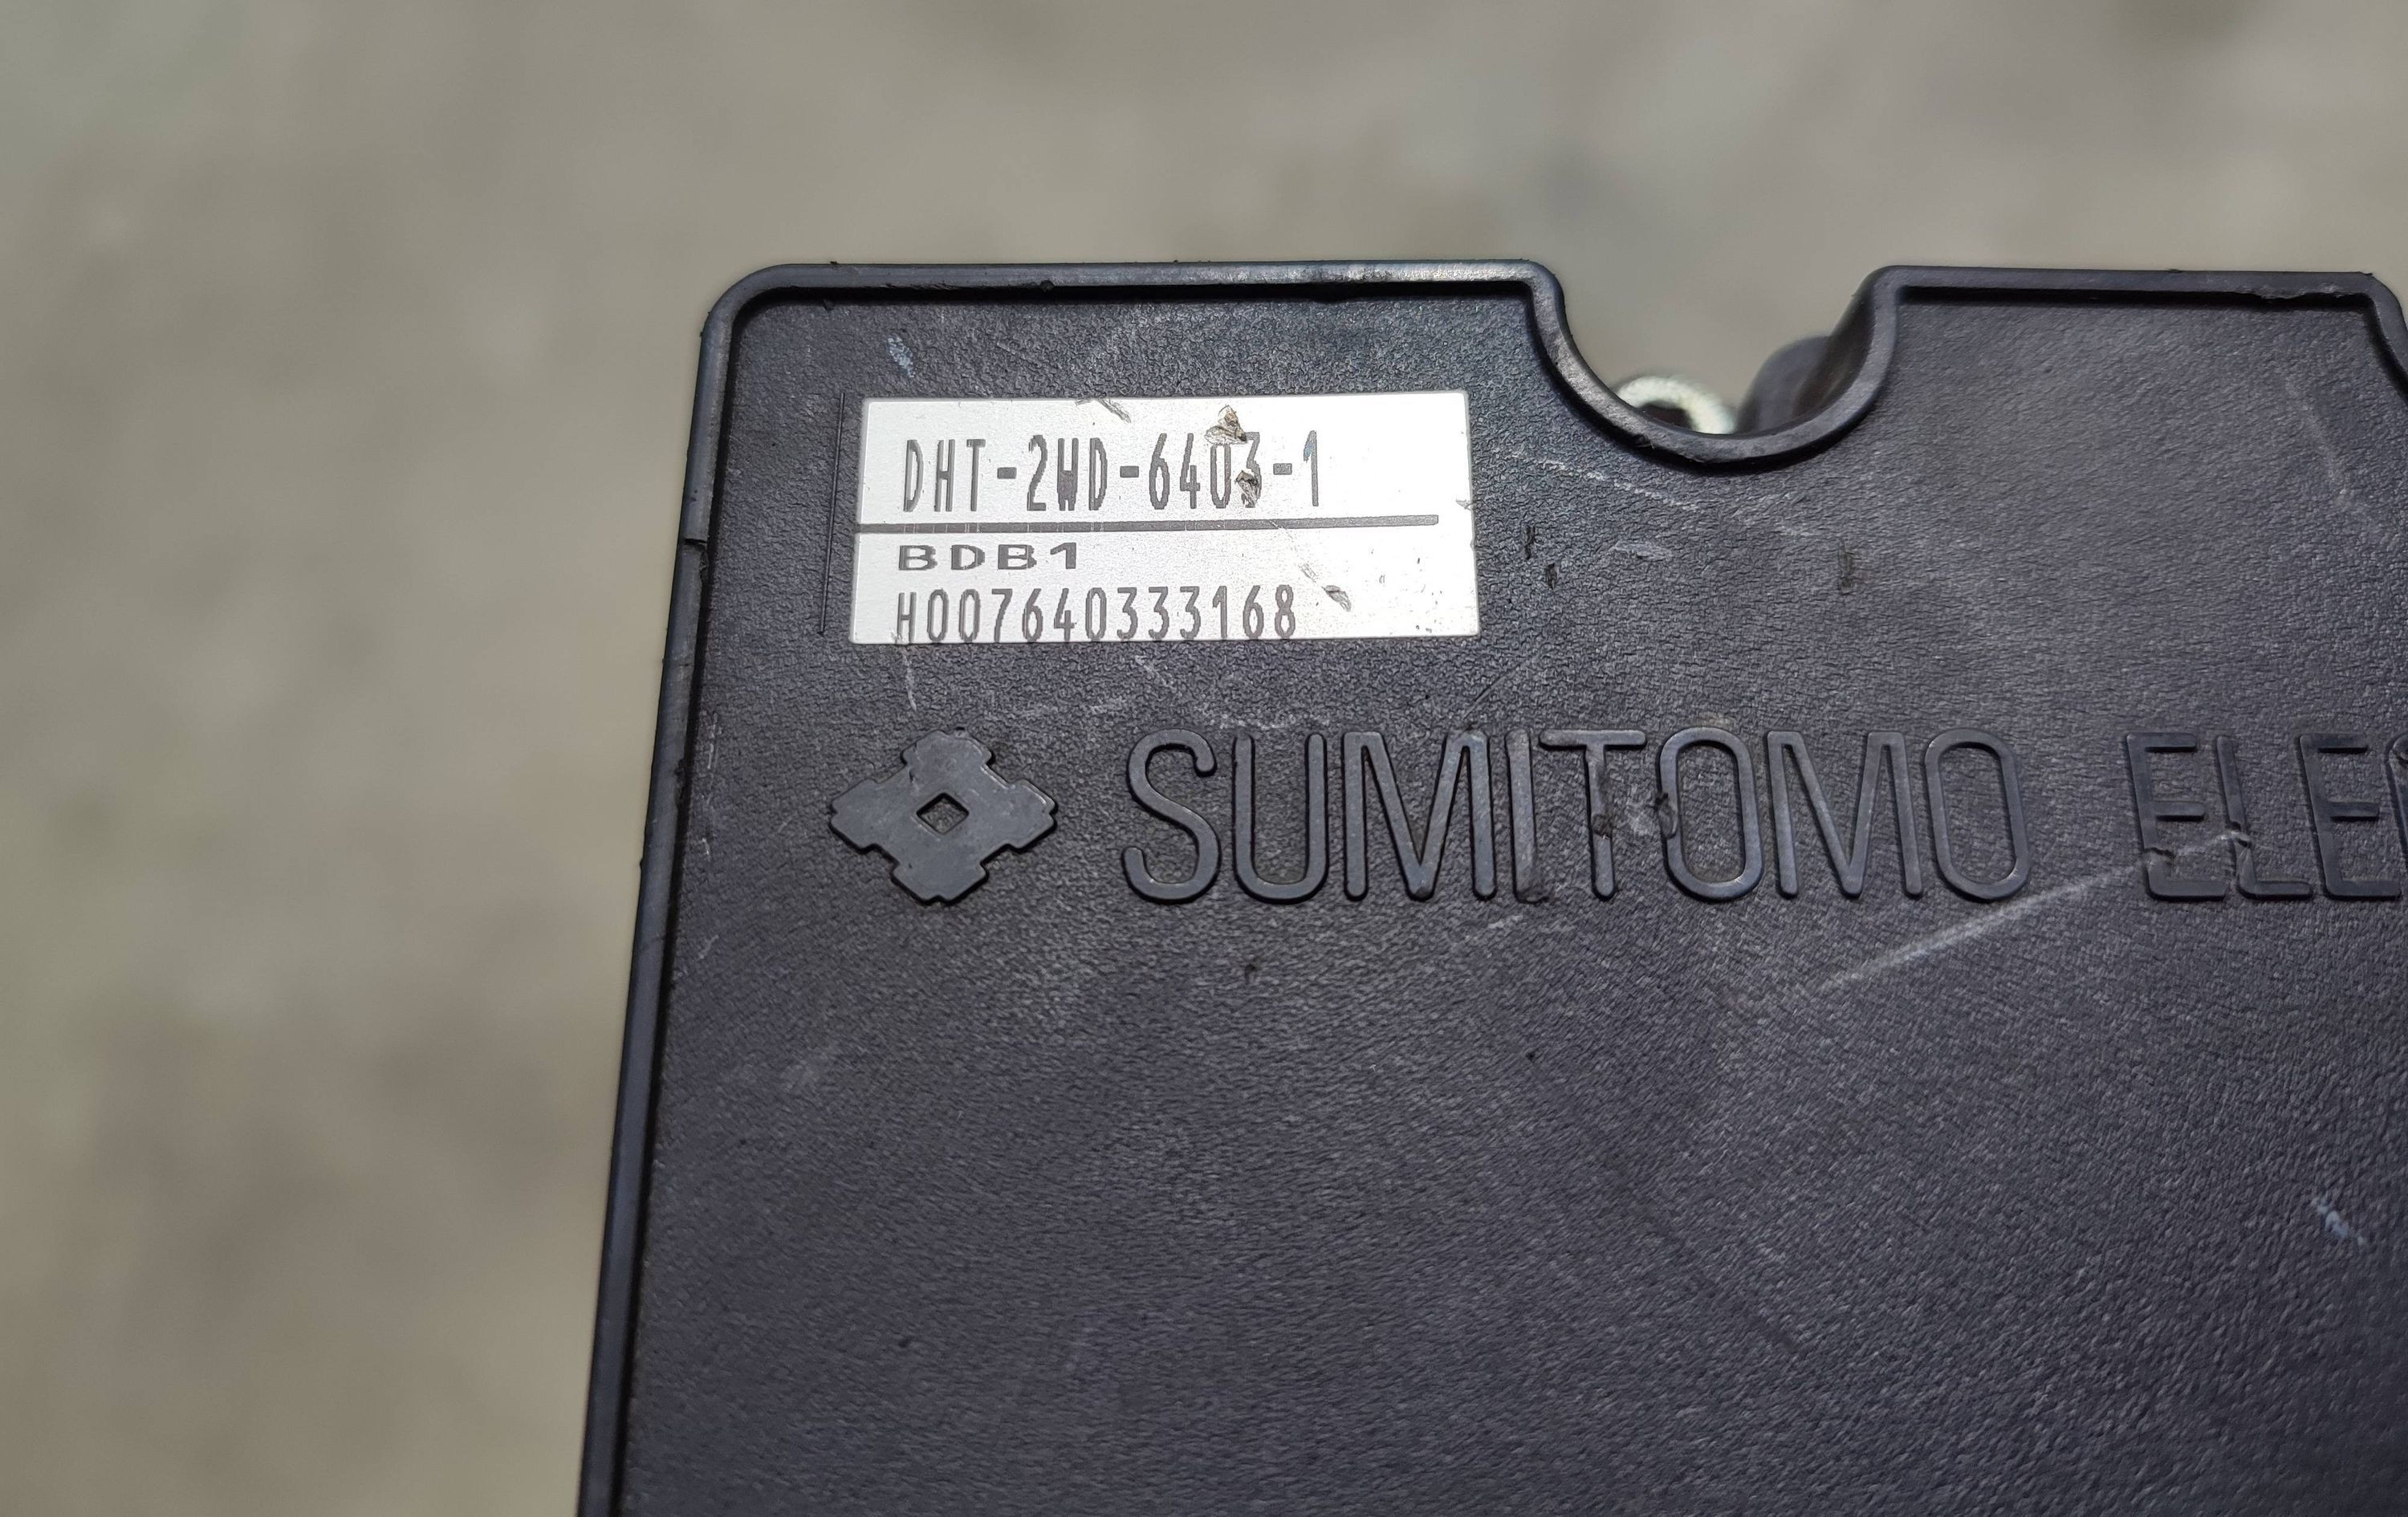 DHT-2WD-6403-1
BDB1
H007640333168
SUMITOMO